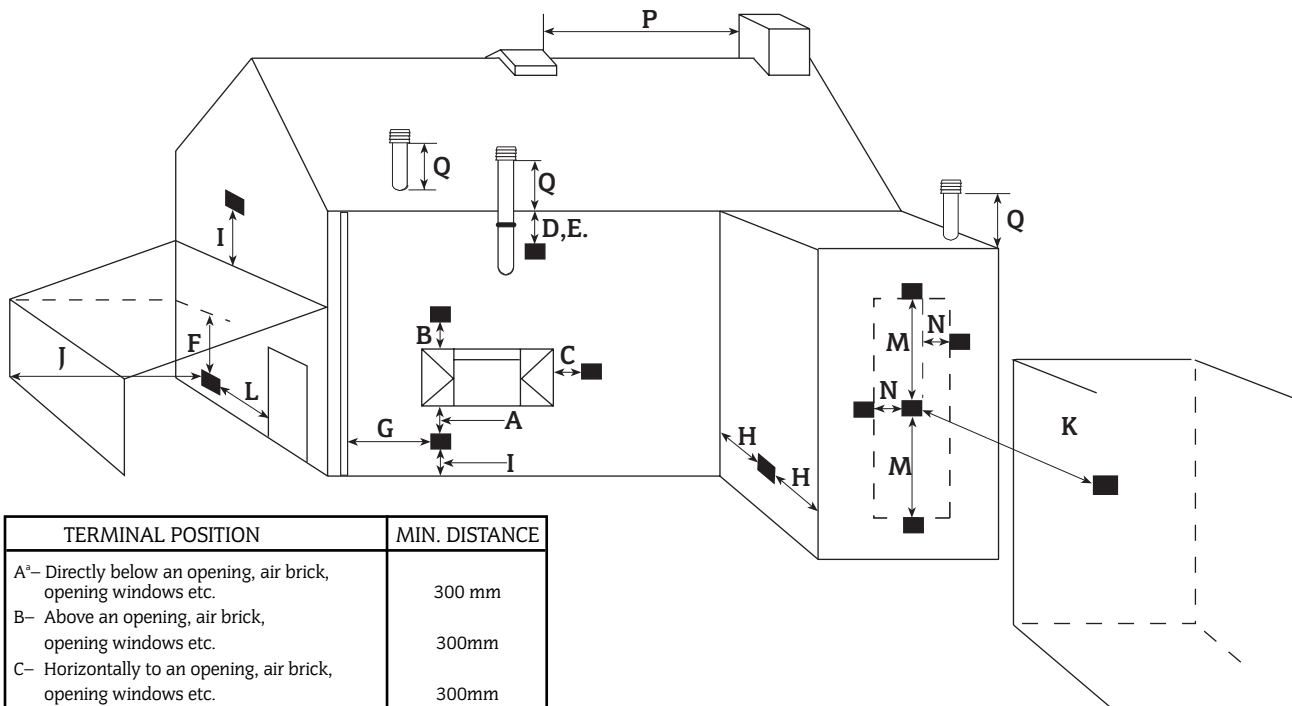 P
Q
Q
D,E.
Q
I
B
C
F
J
L
A
G
I
H
H
M
N
N
M
K
TERMINAL POSITION MIN. DISTANCE
Aª– Directly below an opening, air brick,
opening windows etc. 300 mm
B– Above an opening, air brick,
opening windows etc. 300mm
C– Horizontally to an opening, air brick,
opening windows etc. 300mm